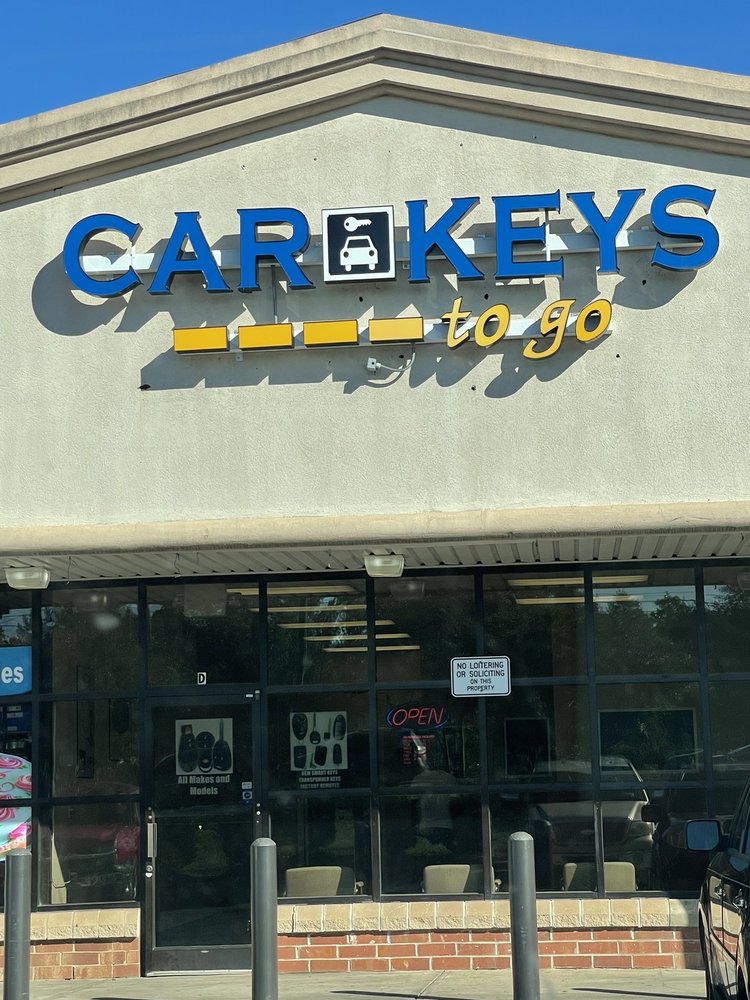 CAR KEYS
to go
es
D
NO LOITERING
OR SOLICITING
ON THIS
PROPERTY
OPEN
All Makes and
Models
OEM SMART KEYS
TRANSPONDER KEYS
FACTORY REMOTES